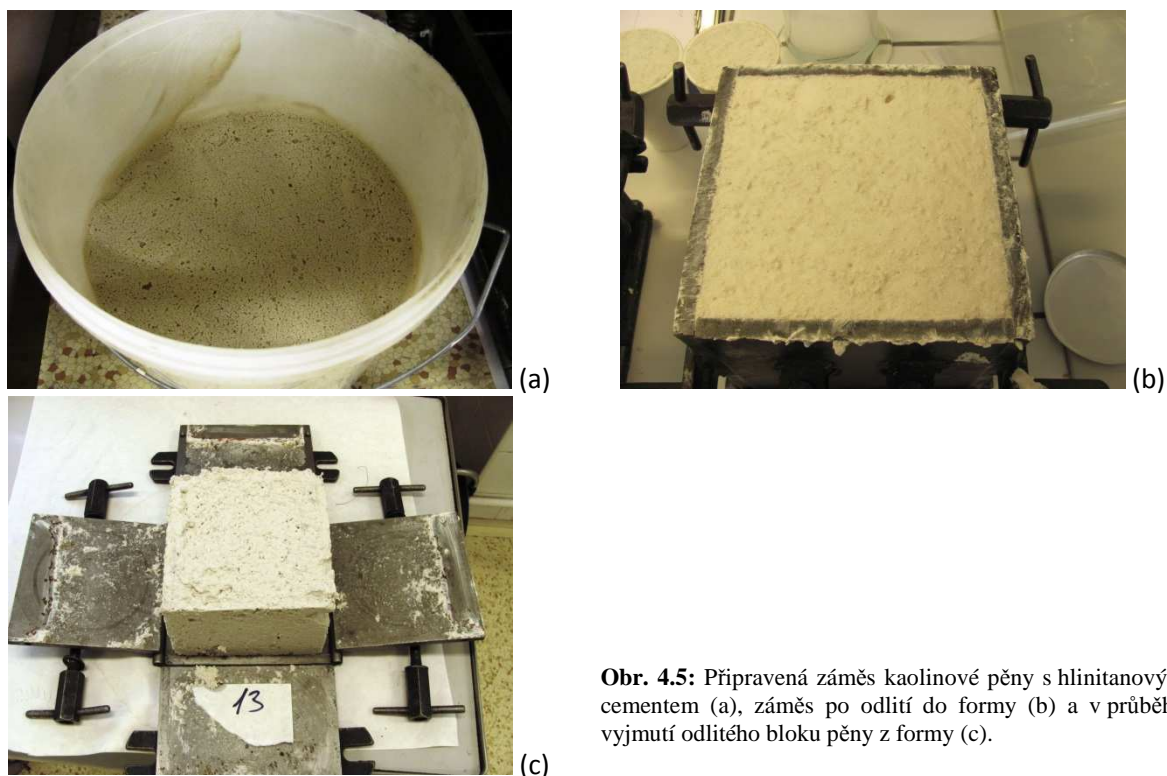 (a)
(b)
13
(c)
Obr. 4.5: Připravená záměs kaolinové pěny s hlinitanový
cementem (a), záměs po odlití do formy (b) a v průběh
vyjmutí odlitého bloku pěny z formy (c).